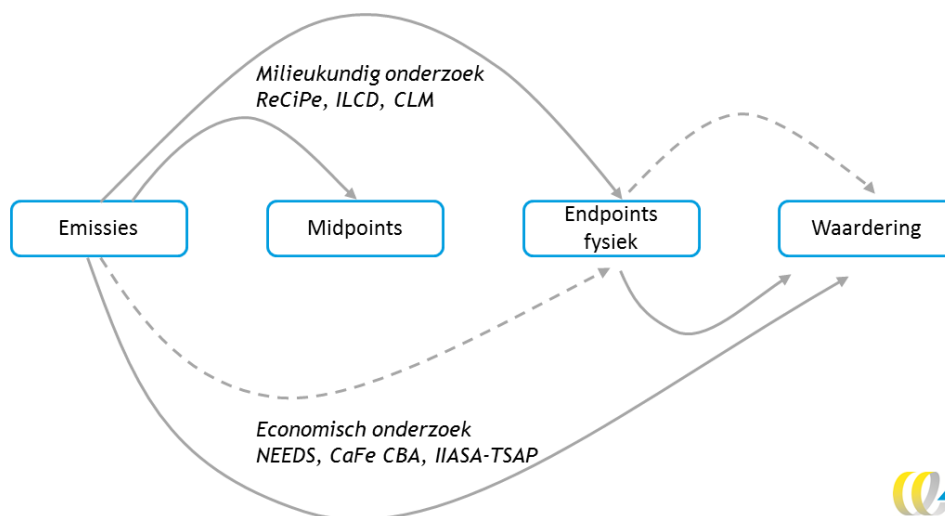 Milieukundig onderzoek
ReCiPe, ILCD, CLM
Emissies
Midpoints
Endpoints
fysiek
Waardering
Economisch onderzoek
NEEDS, CaFe CBA, IIASA-TSAP